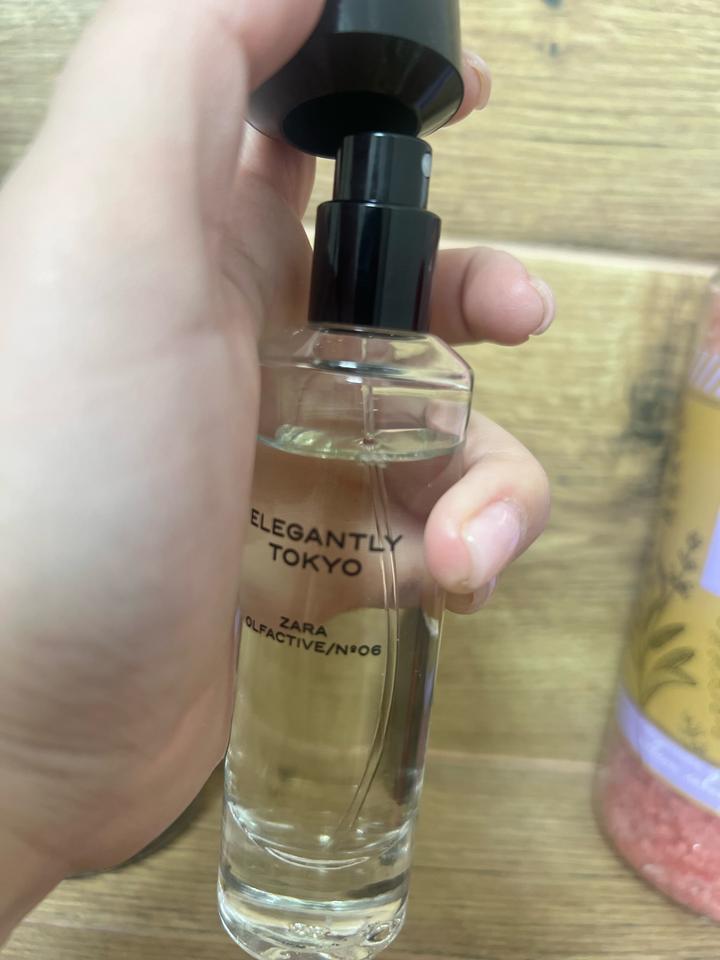 ELEGANTLY
TOKYO
ZARA
OLFACTIVE/Nº06